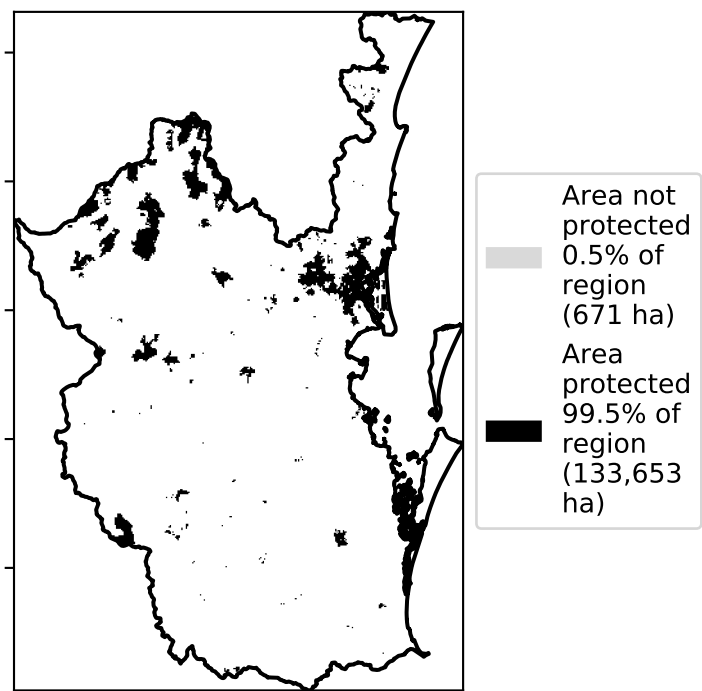 Area not
protected
0.5% of
region
(671 ha)
Area
protected
99.5% of
region
(133,653
ha)